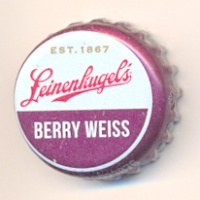 EST. 1867
Leinenkugel's
BERRY WEISS